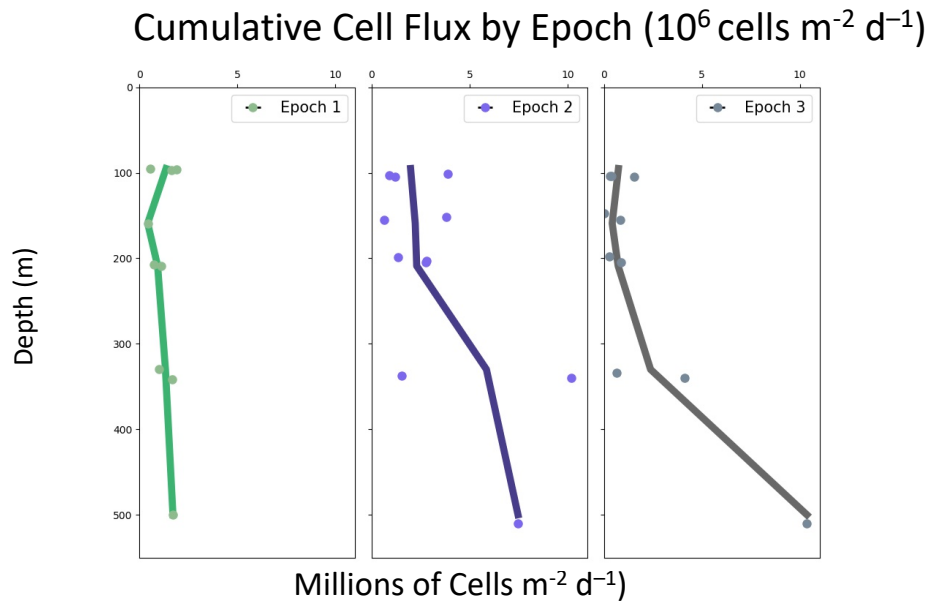 Cumulative Cell Flux by Epoch (10⁶ cells m⁻² d⁻¹)
0 5 10 0 5 10 0 5 10
0
Epoch 1 Epoch 2 Epoch 3
100
200
Depth (m)
300
400
500
Millions of Cells m⁻² d⁻¹)